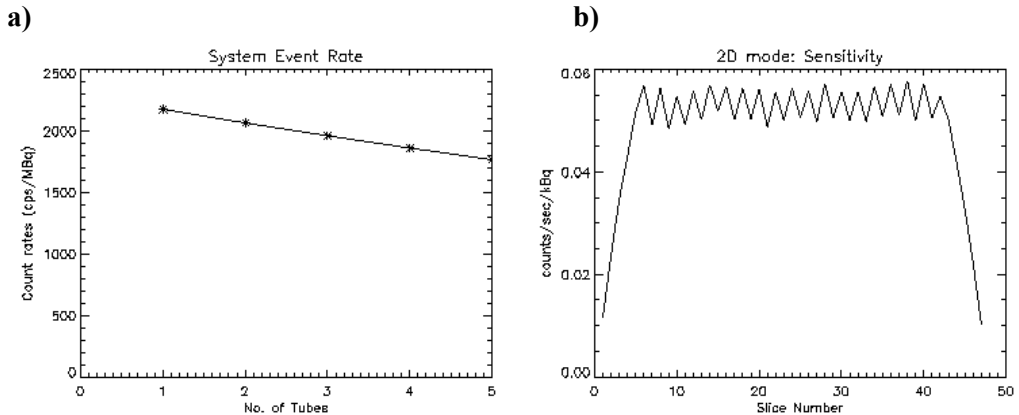 a)
System Event Rate
2500
2000
1500
1000
500
0
0 1 2 3 4 5
Count rates (cps/MBq)
No. of Tubes
b)
2D mode: Sensitivity
0.06
0.04
0.02
0.00
0 10 20 30 40 50
counts/sec/kBq
Slice Number